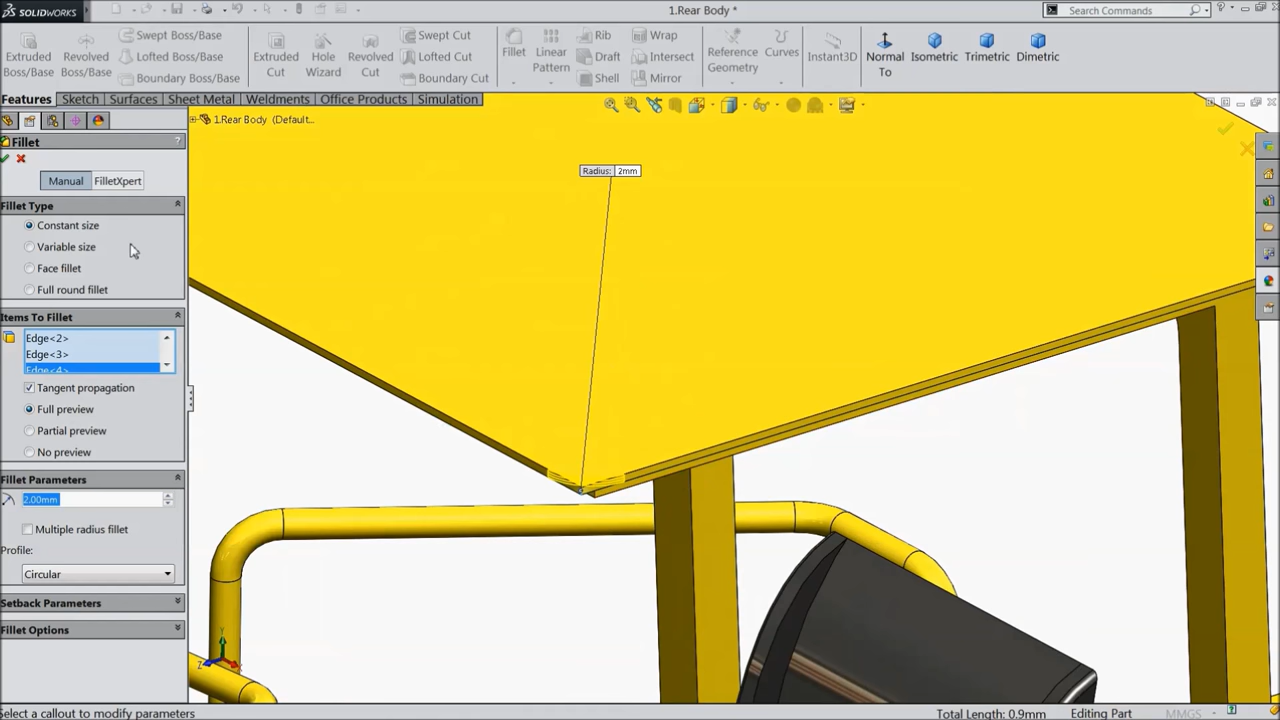 SOLIDWORKS
1.Rear Body *
Search Commands
?
Extruded Boss/Base
Revolved Boss/Base
Swept Boss/Base
Lofted Boss/Base
Boundary Boss/Base
Extruded Cut
Hole Wizard
Revolved Cut
Swept Cut
Lofted Cut
Boundary Cut
Fillet
Linear Pattern
Rib
Draft
Shell
Wrap
Intersect
Mirror
Reference Geometry
Curves
Instant3D
Normal To
Isometric
Trimetric
Dimetric
Features
Sketch
Surfaces
Sheet Metal
Weldments
Office Products
Simulation
1.Rear Body (Default...
Fillet
?
Manual
FilletXpert
Fillet Type
Constant size
Variable size
Face fillet
Full round fillet
Items To Fillet
Edge<2>
Edge<3>
Edge<4>
Tangent propagation
Full preview
Partial preview
No preview
Fillet Parameters
2.00mm
Multiple radius fillet
Profile:
Circular
Setback Parameters
Fillet Options
Radius: 2mm
Y
Z
X
Select a callout to modify parameters
Total Length: 0.9mm
Editing Part
MMGS
?